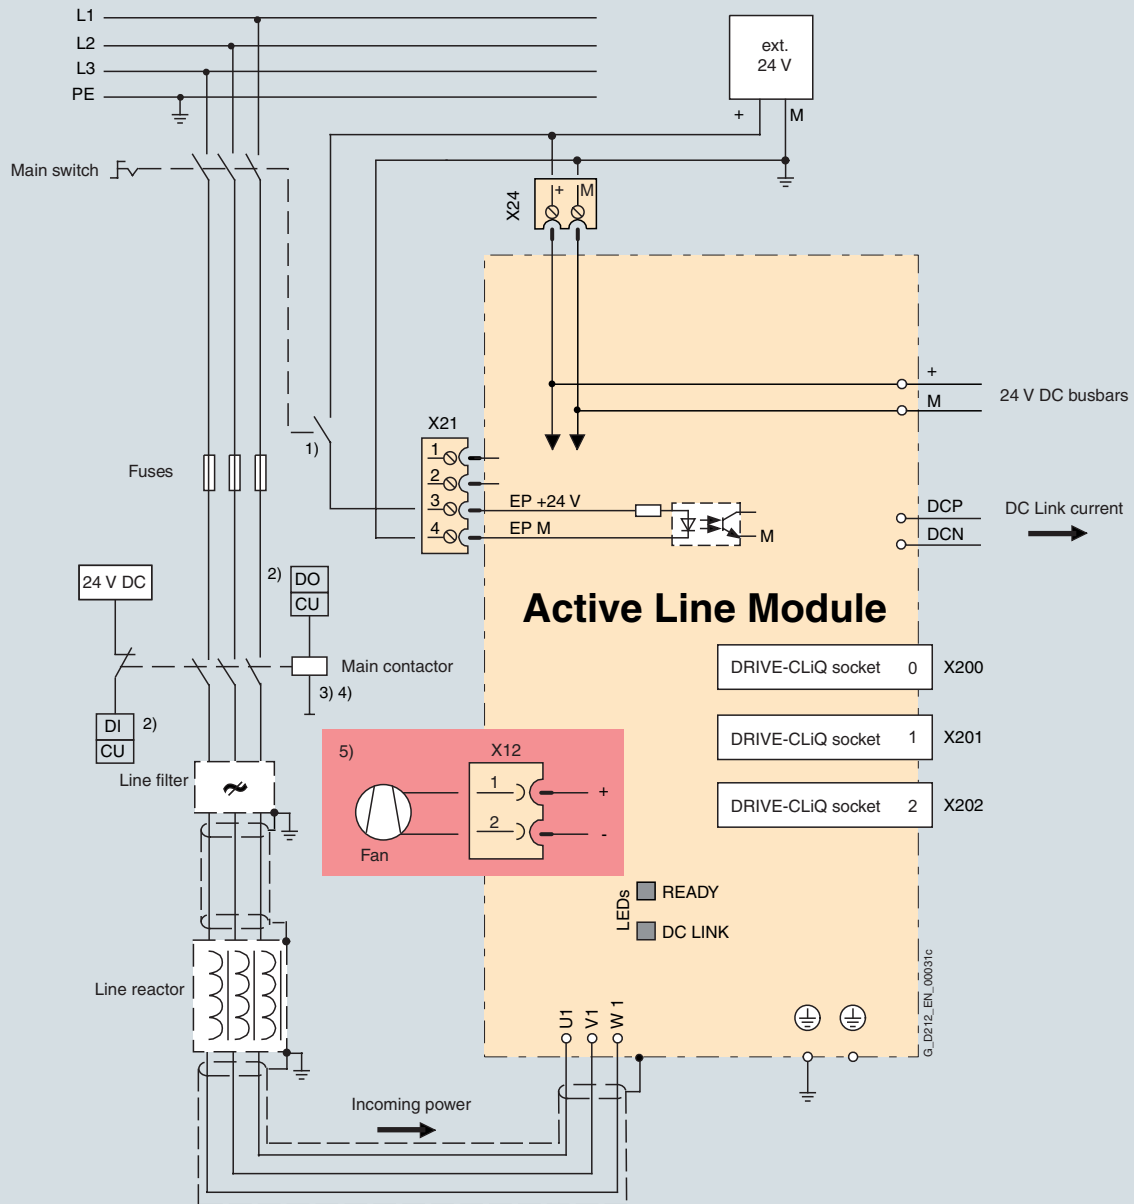 L1
L2
L3
PE
ext.
24 V
+ M
Main switch
X24
+ M
1)
X21
1
2
3
4
EP +24 V
EP M
M
+
M
24 V DC busbars
DCP
DCN
DC Link current
Fuses
24 V DC
2)
DO
CU
Main contactor
3) 4)
DI
CU
2)
Active Line Module
DRIVE-CLiQ socket 0
X200
DRIVE-CLiQ socket 1
X201
DRIVE-CLiQ socket 2
X202
Line filter
5)
X12
1
2
+
-
Fan
LEDs
READY
DC LINK
Line reactor
U1
V1
W 1
G_D212_EN_00031c
Incoming power